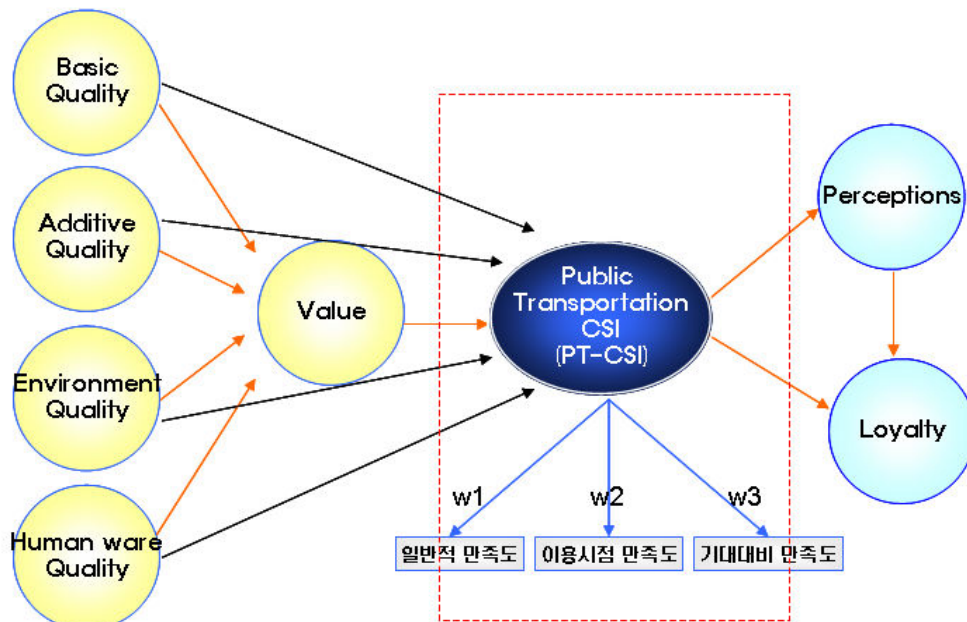 Basic
Quality
Additive
Quality
Environment
Quality
Human ware
Quality
Value
Public
Transportation
CSI
(PT-CSI)
Perceptions
Loyalty
w1
w2
w3
일반적 만족도
이용시점 만족도
기대대비 만족도